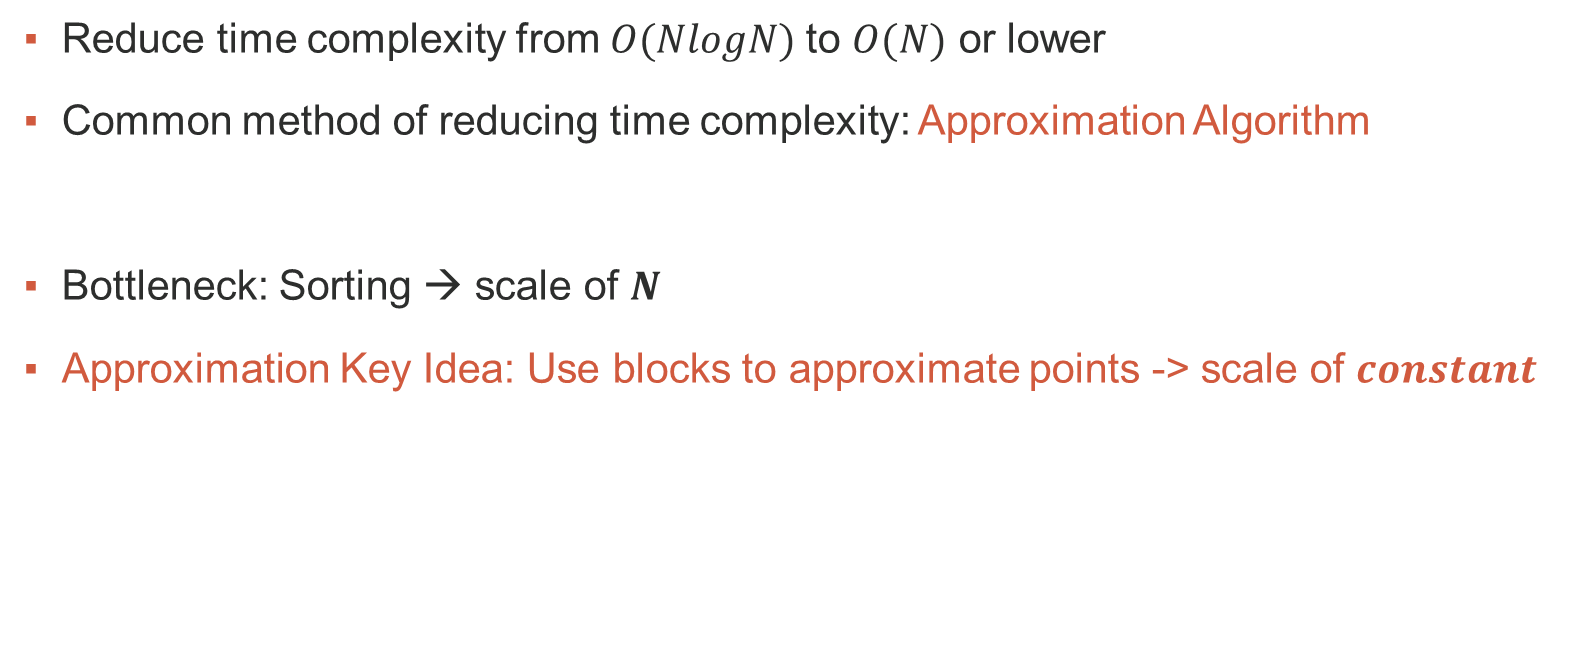 ▪ Reduce time complexity from O(NlogN) to O(N) or lower
▪ Common method of reducing time complexity: Approximation Algorithm
▪ Bottleneck: Sorting → scale of N
▪ Approximation Key Idea: Use blocks to approximate points -> scale of constant